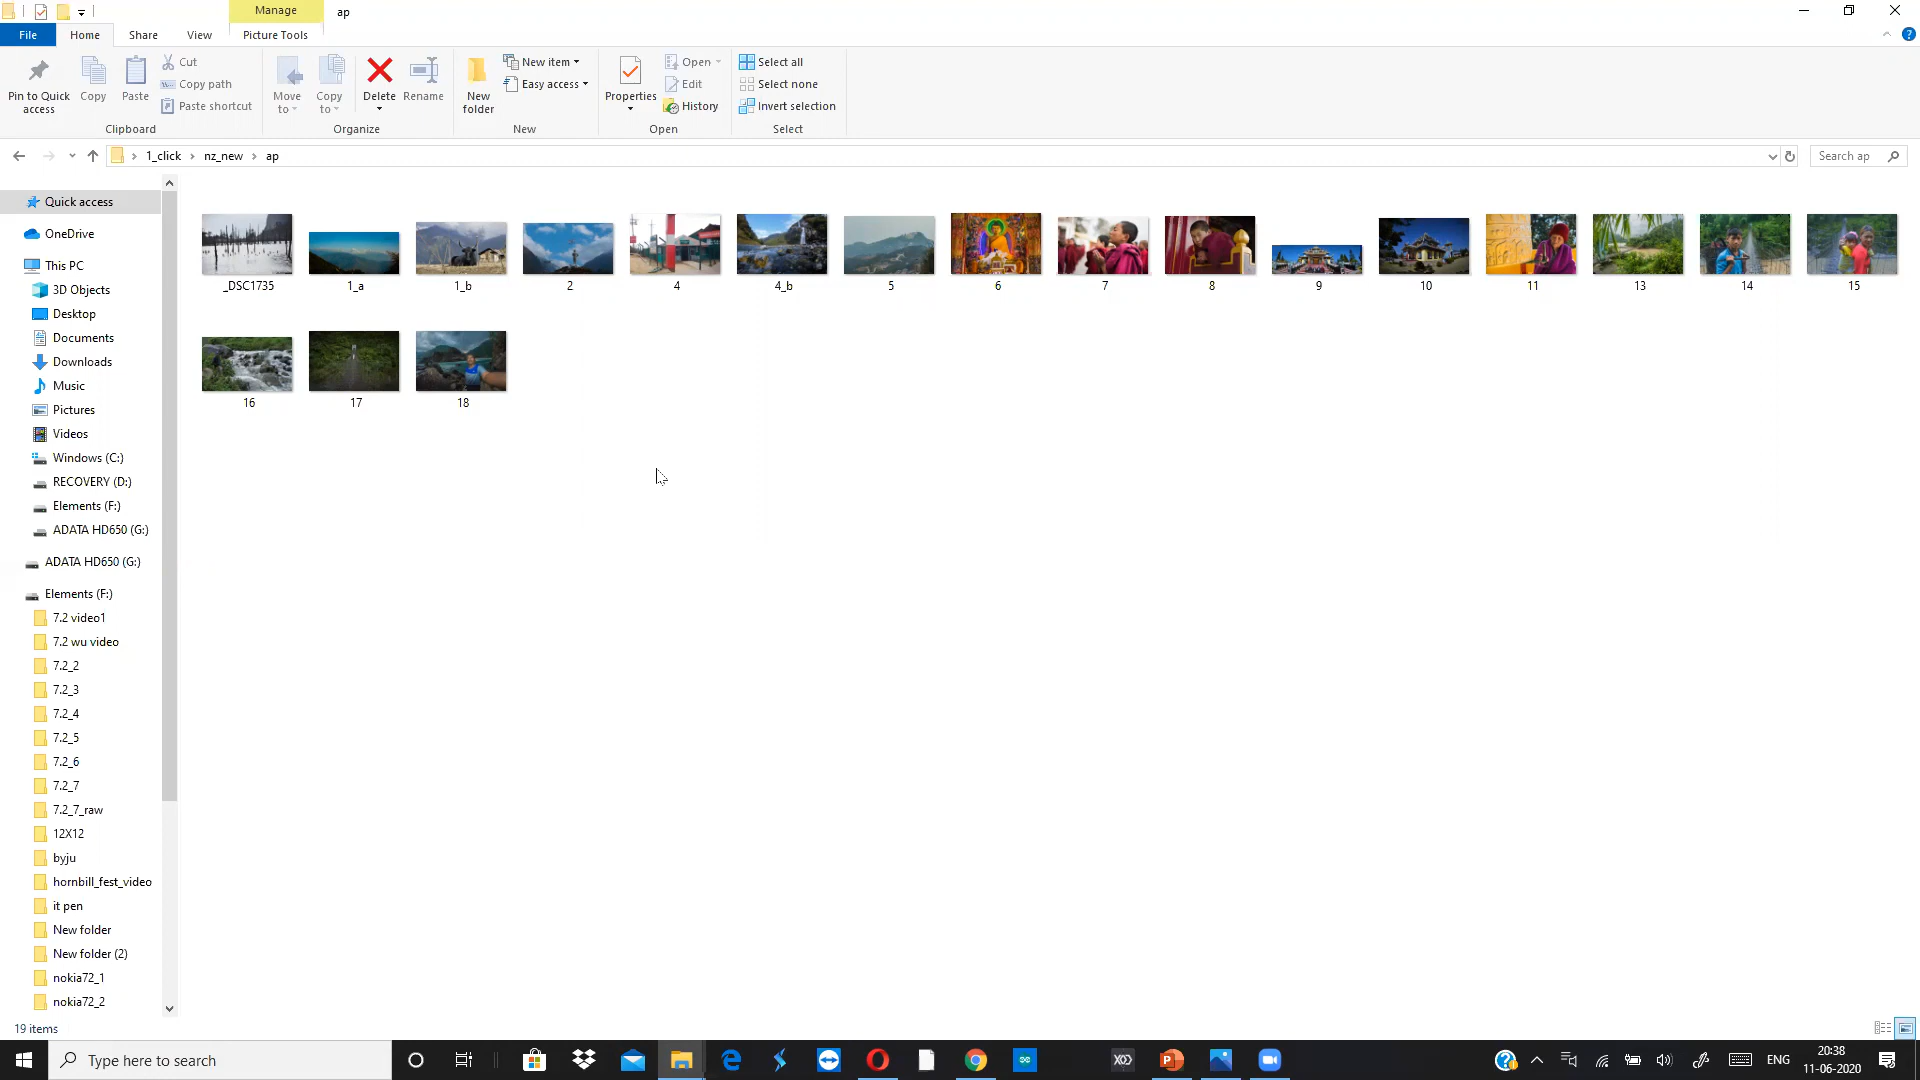 Manage
ap
File
Home
Share
View
Picture Tools
Pin to Quick access
Copy
Paste
Cut
Copy path
Paste shortcut
Clipboard
Move to
Copy to
Delete
Rename
Organize
New folder
New item
Easy access
New
Properties
Open
Edit
History
Open
Select all
Select none
Invert selection
Select
1_click
nz_new
ap
Search ap
Quick access
OneDrive
This PC
3D Objects
Desktop
Documents
Downloads
Music
Pictures
Videos
Windows (C:)
RECOVERY (D:)
Elements (F:)
ADATA HD650 (G:)
ADATA HD650 (G:)
Elements (F:)
7.2 video1
7.2 wu video
7.2_2
7.2_3
7.2_4
7.2_5
7.2_6
7.2_7
7.2_7_raw
12X12
byju
hornbill_fest_video
it pen
New folder
New folder (2)
nokia72_1
nokia72_2
_DSC1735
1_a
1_b
2
4
4_b
5
6
7
8
9
10
11
13
14
15
16
17
18
19 items
Type here to search
ENG
20:38
11-06-2020